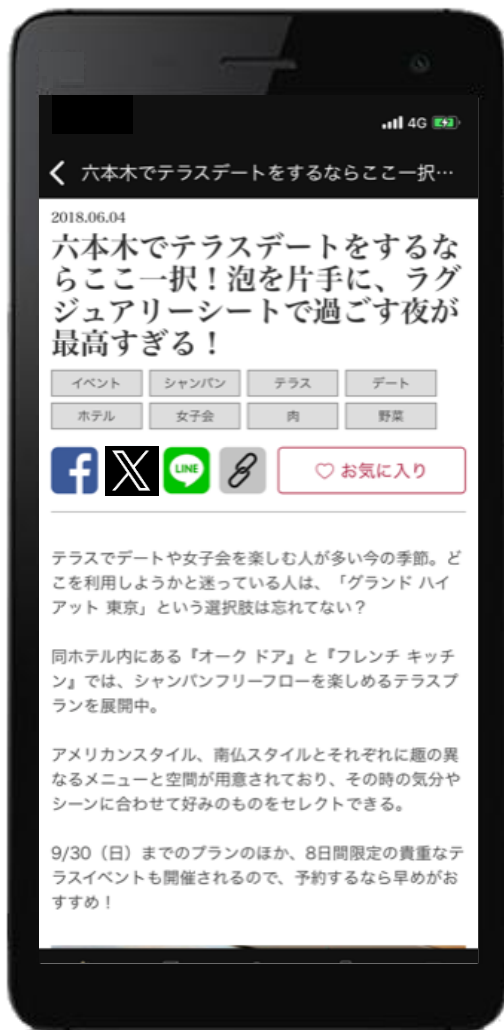 4G
六本木でテラスデートをするならここ一択…
2018.06.04
六本木でテラスデートをするな
らここ一択！泡を片手に、ラグ
ジュアリーシートで過ごす夜が
最高すぎる！
イベント シャンパン テラス デート
ホテル 女子会 肉 野菜
LINE
♡ お気に入り
テラスでデートや女子会を楽しむ人が多い今の季節。ど
こを利用しようかと迷っている人は、「グランド ハイ
アット 東京」という選択肢は忘れてない？
同ホテル内にある『オーク ドア』と『フレンチ キッチ
ン』では、シャンパンフリーフローを楽しめるテラスプ
ランを展開中。
アメリカンスタイル、南仏スタイルとそれぞれに趣の異
なるメニューと空間が用意されており、その時の気分や
シーンに合わせて好みのものをセレクトできる。
9/30（日）までのプランのほか、8日間限定の貴重なテ
ラスイベントも開催されるので、予約するなら早めがお
すすめ！